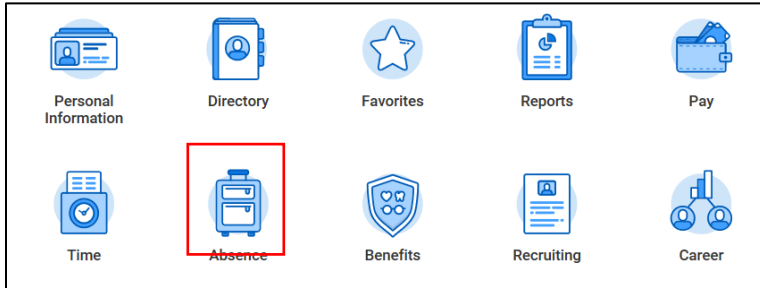 Personal
Information
Directory
Favorites
Reports
Pay
Time
Absence
Benefits
Recruiting
Career